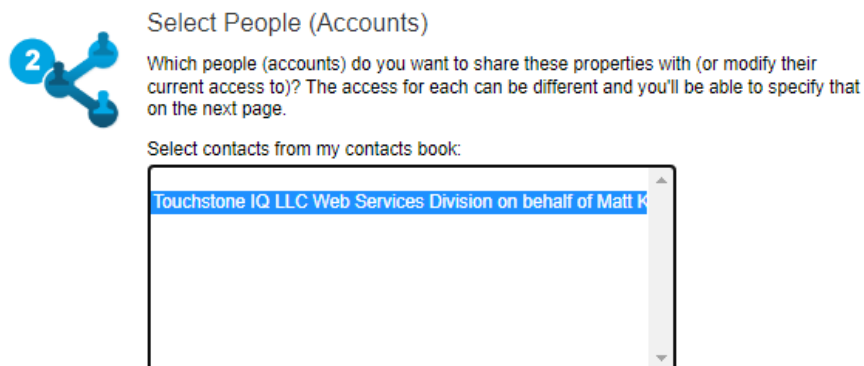 Select People (Accounts)
2
Which people (accounts) do you want to share these properties with (or modify their
current access to)? The access for each can be different and you'll be able to specify that
on the next page.
Select contacts from my contacts book:
Touchstone IQ LLC Web Services Division on behalf of Matt K